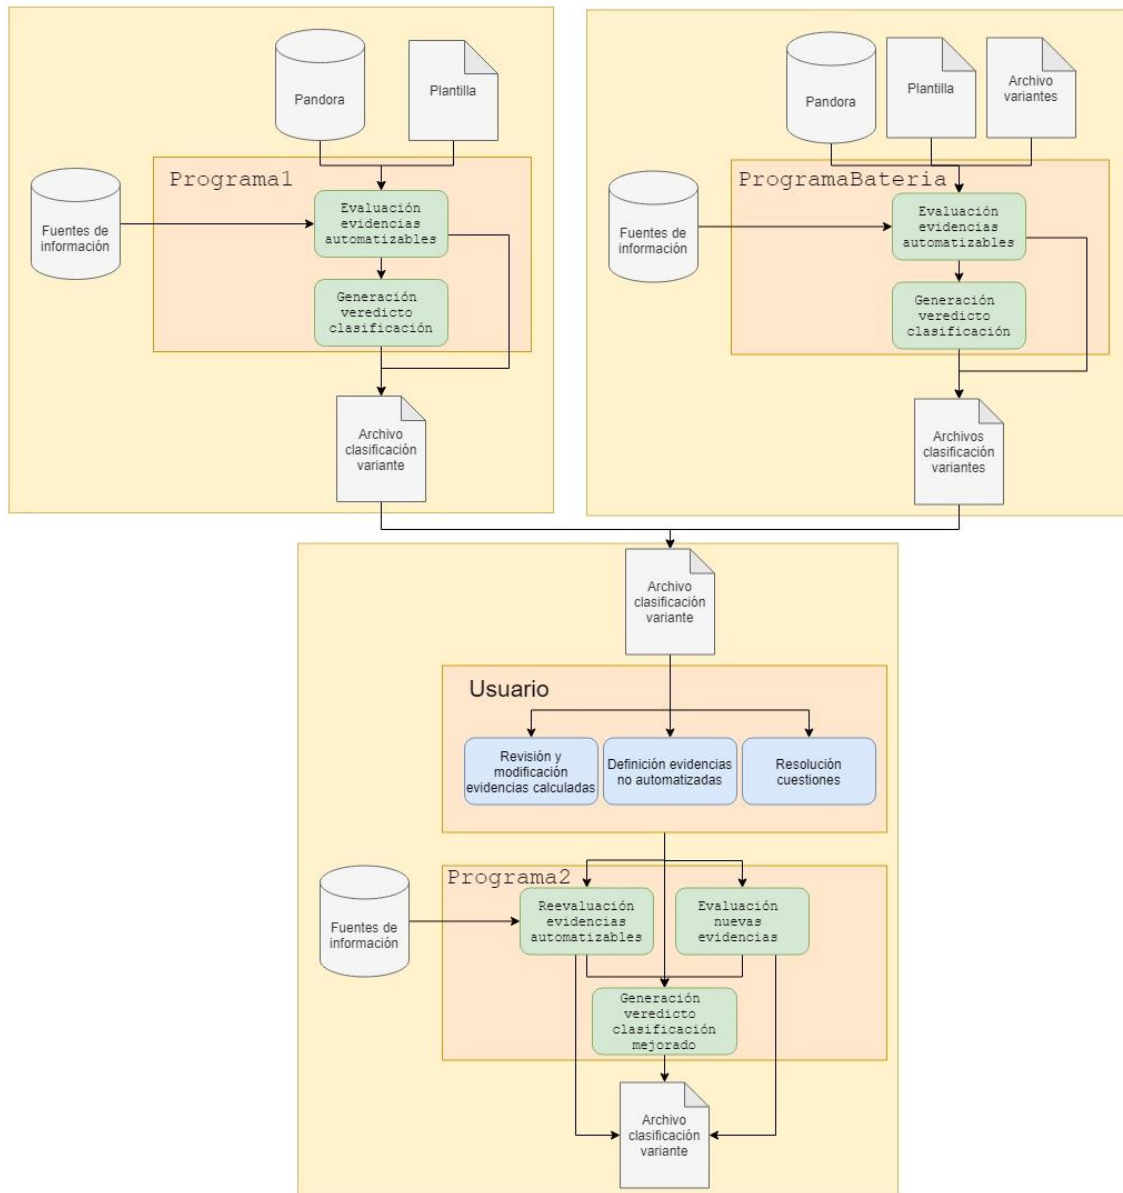 Pandora
Plantilla
Programa1
Fuentes de
información
Evaluación
evidencias
automatizables
Generación
veredicto
clasificación
Archivo
clasificación
variante
Pandora
Plantilla
Archivo
variantes
ProgramaBateria
Fuentes de
información
Evaluación
evidencias
automatizables
Generación
veredicto
clasificación
Archivos
clasificación
variantes
Archivo
clasificación
variante
Usuario
Revisión y
modificación
evidencias calculadas
Definición evidencias
no automatizadas
Resolución
cuestiones
Programa2
Fuentes de
información
Reevaluación
evidencias
automatizables
Evaluación
nuevas
evidencias
Generación
veredicto
clasificación
mejorado
Archivo
clasificación
variante